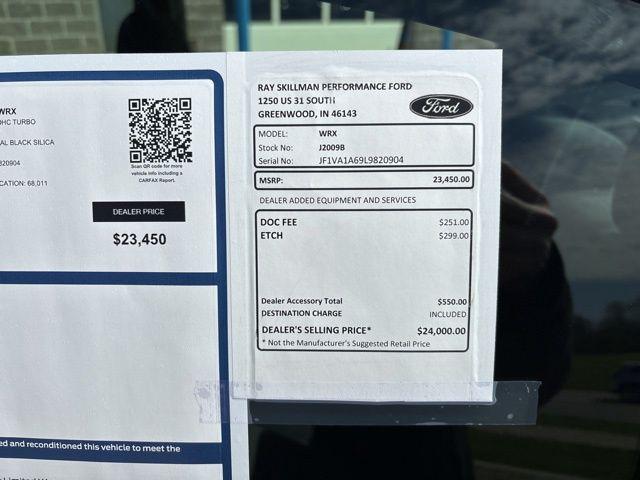 WRX
OHC TURBO
AL BLACK SILICA
820904
CATION: 68,011
Scan QR code for more
vehicle info including a
CARFAX Report.
DEALER PRICE
$23,450
ed and reconditioned this vehicle to meet the
RAY SKILLMAN PERFORMANCE FORD
1250 US 31 SOUTH
GREENWOOD, IN 46143
Ford
MODEL: WRX
Stock No: J2009B
Serial No: JF1VA1A69L9820904
MSRP: 23,450.00
DEALER ADDED EQUIPMENT AND SERVICES
DOC FEE $251.00
ETCH $299.00
Dealer Accessory Total $550.00
DESTINATION CHARGE INCLUDED
DEALER'S SELLING PRICE* $24,000.00
* Not the Manufacturer's Suggested Retail Price